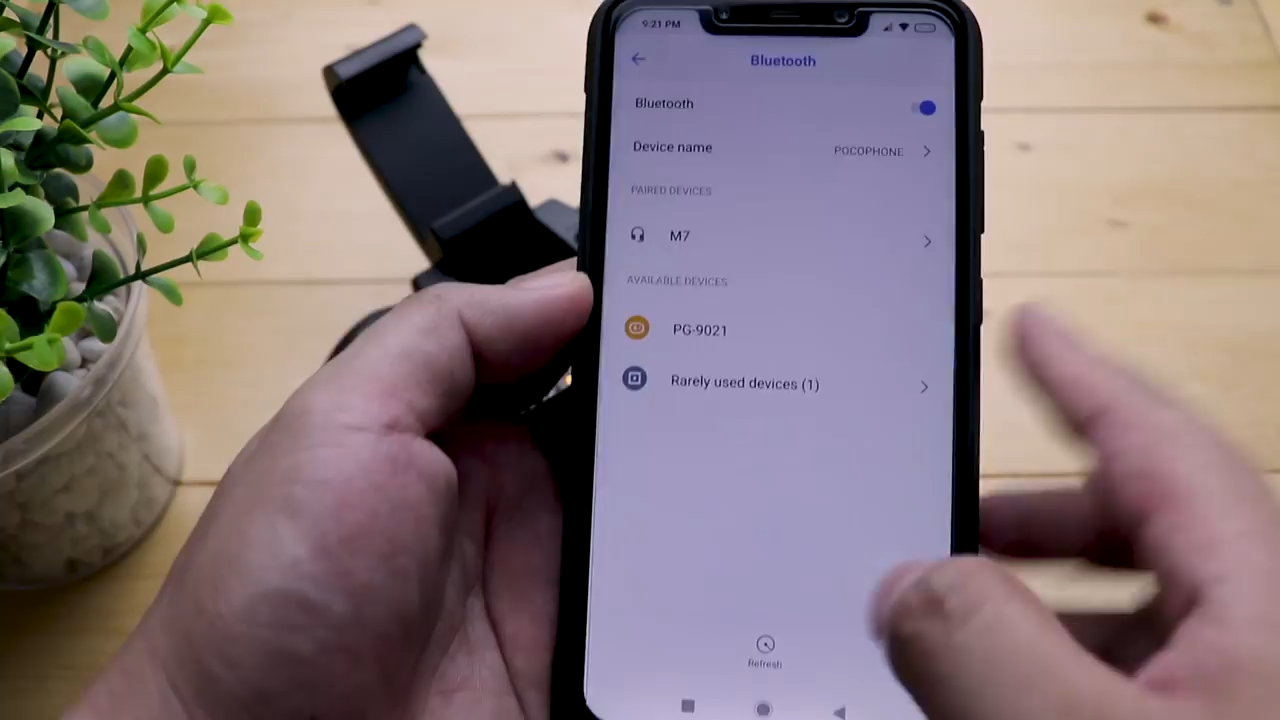 9:21 PM
Bluetooth
Bluetooth
Device name
POCOPHONE
PAIRED DEVICES
M7
AVAILABLE DEVICES
PG-9021
Rarely used devices (1)
Refresh